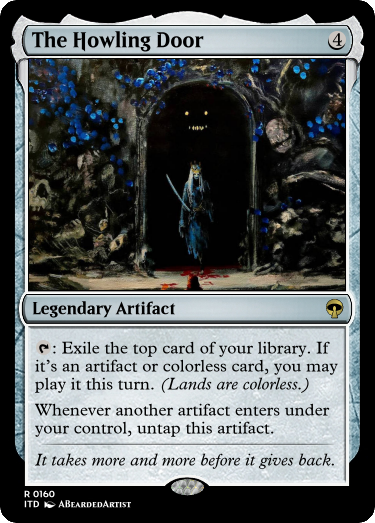 The Howling Door 4
Legendary Artifact
: Exile the top card of your library. If
it's an artifact or colorless card, you may
play it this turn. (Lands are colorless.)
Whenever another artifact enters under
your control, untap this artifact.
It takes more and more before it gives back.
R 0160
ITD ABeardedArtist